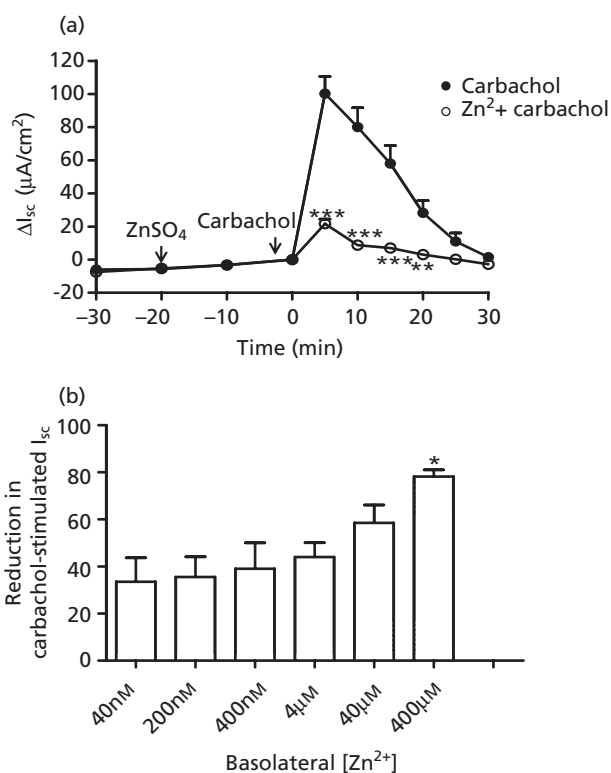 (a)
ΔIsc (µA/cm²)
120
100
80
60
40
20
0
-20
Carbachol
Zn²+ carbachol
ZnSO₄
Carbachol
***
***
***
**
–30
–20
–10
0
10
20
30
Time (min)
(b)
Reduction in
carbachol-stimulated Isc
100
80
60
40
20
0
*
40nM
200nM
400nM
4µM
40µM
400µM
Basolateral [Zn²⁺]